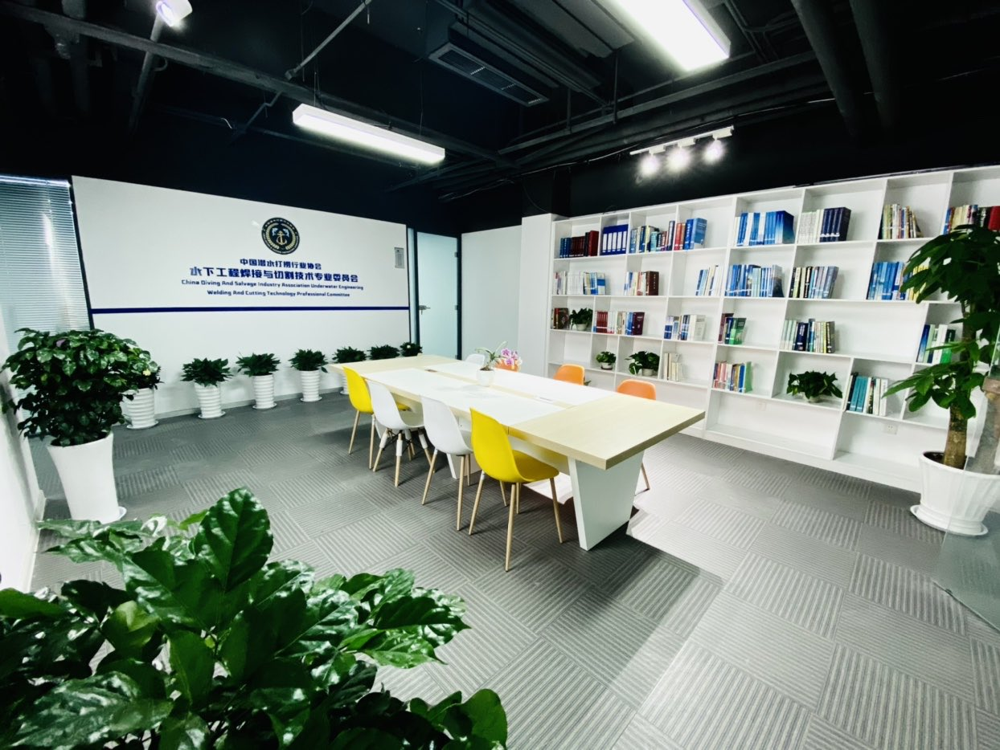 中国潜水打捞行业协会
水下工程焊接与切割技术专业委员会
China Diving And Salvage Industry Association Underwater Engineering
Welding And Cutting Technology Professional Committee